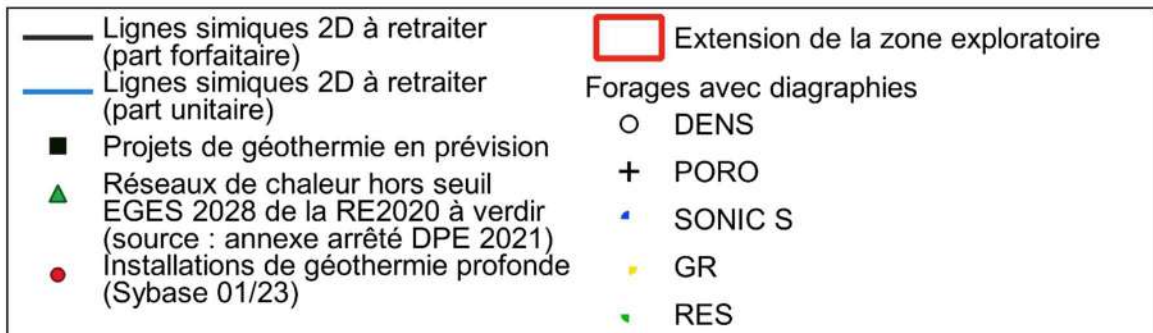 Lignes simiques 2D à retraiter
(part forfaitaire)
Lignes simiques 2D à retraiter
(part unitaire)
Projets de géothermie en prévision
Réseaux de chaleur hors seuil
EGES 2028 de la RE2020 à verdir
(source : annexe arrêté DPE 2021)
Installations de géothermie profonde
(Sybase 01/23)
Extension de la zone exploratoire
Forages avec diagraphies
DENS
PORO
SONIC S
GR
RES